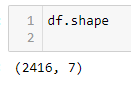 1 df.shape
2
(2416, 7)